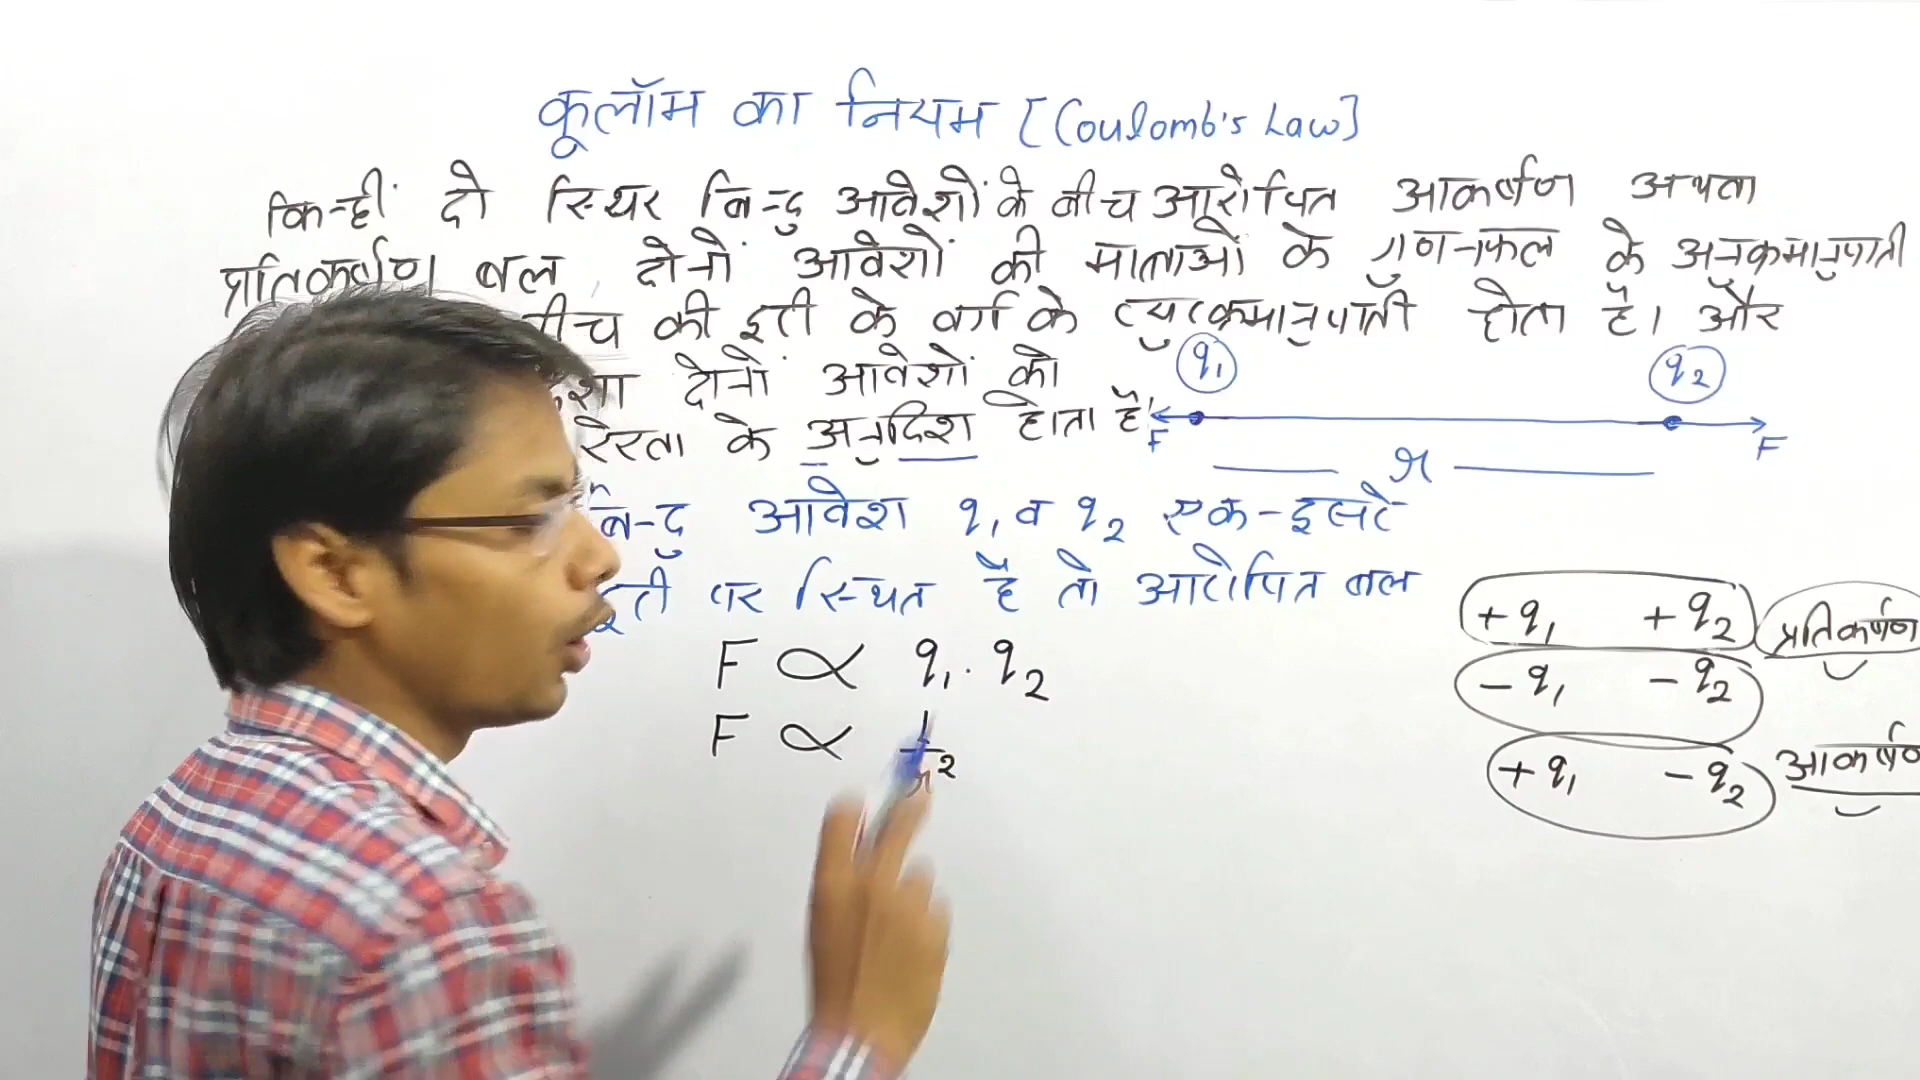 कूलॉम का नियम [Coulomb's Law]
किन्हीं दो स्थिर बिन्दु आवेशों के बीच आरोपित आकर्षण अथवा
प्रतिकर्षण बल, दोनों आवेशों की मात्राओं के गुणनफल के अनुक्रमानुपाती
बीच की दूरी के वर्ग के व्युत्क्रमानुपाती होता है। और
दोनों आवेशों को
रेखा के अनुदिश होता है।
q₁ q₂
F F
r
बिन्दु आवेश q₁ व q₂ एक-दूसरे
दूरी पर स्थित है तो आरोपित बल
F ∝ q₁ . q₂
F ∝ 1/r²
+q₁ +q₂ प्रतिकर्षण
-q₁ -q₂
+q₁ -q₂ आकर्षण